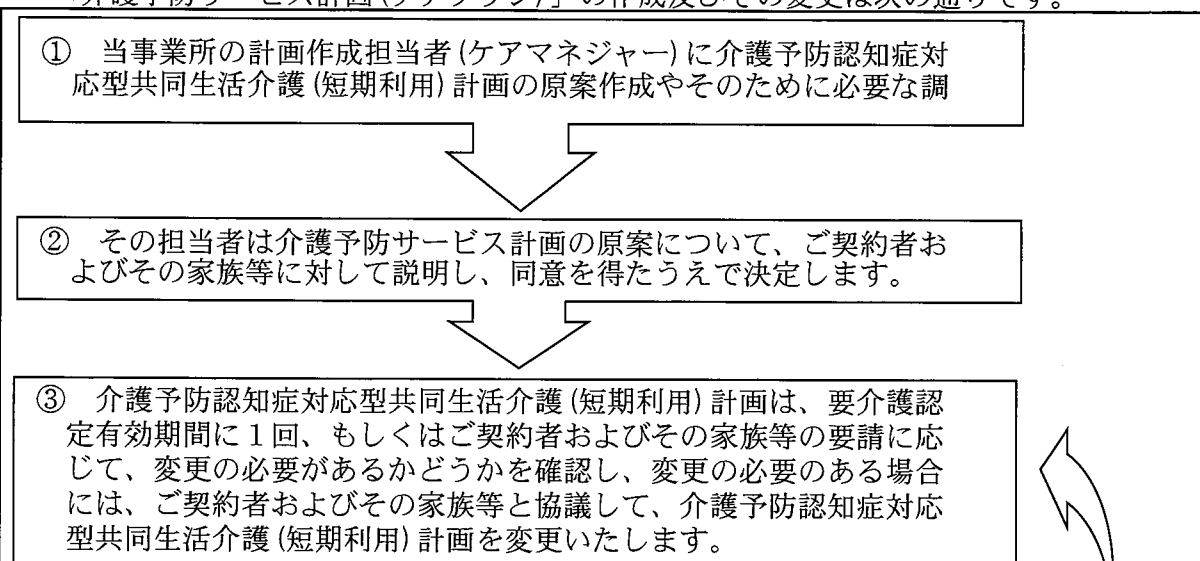 介護予防サービス計画(ケアプラン)」の作成及びその変更は次の通りです。
① 当事業所の計画作成担当者(ケアマネジャー)に介護予防認知症対
応型共同生活介護(短期利用)計画の原案作成やそのために必要な調
② その担当者は介護予防サービス計画の原案について、ご契約者お
よびその家族等に対して説明し、同意を得たうえで決定します。
③ 介護予防認知症対応型共同生活介護(短期利用)計画は、要介護認
定有効期間に1回、もしくはご契約者およびその家族等の要請に応
じて、変更の必要があるかどうかを確認し、変更の必要のある場合
には、ご契約者およびその家族等と協議して、介護予防認知症対応
型共同生活介護(短期利用)計画を変更いたします。